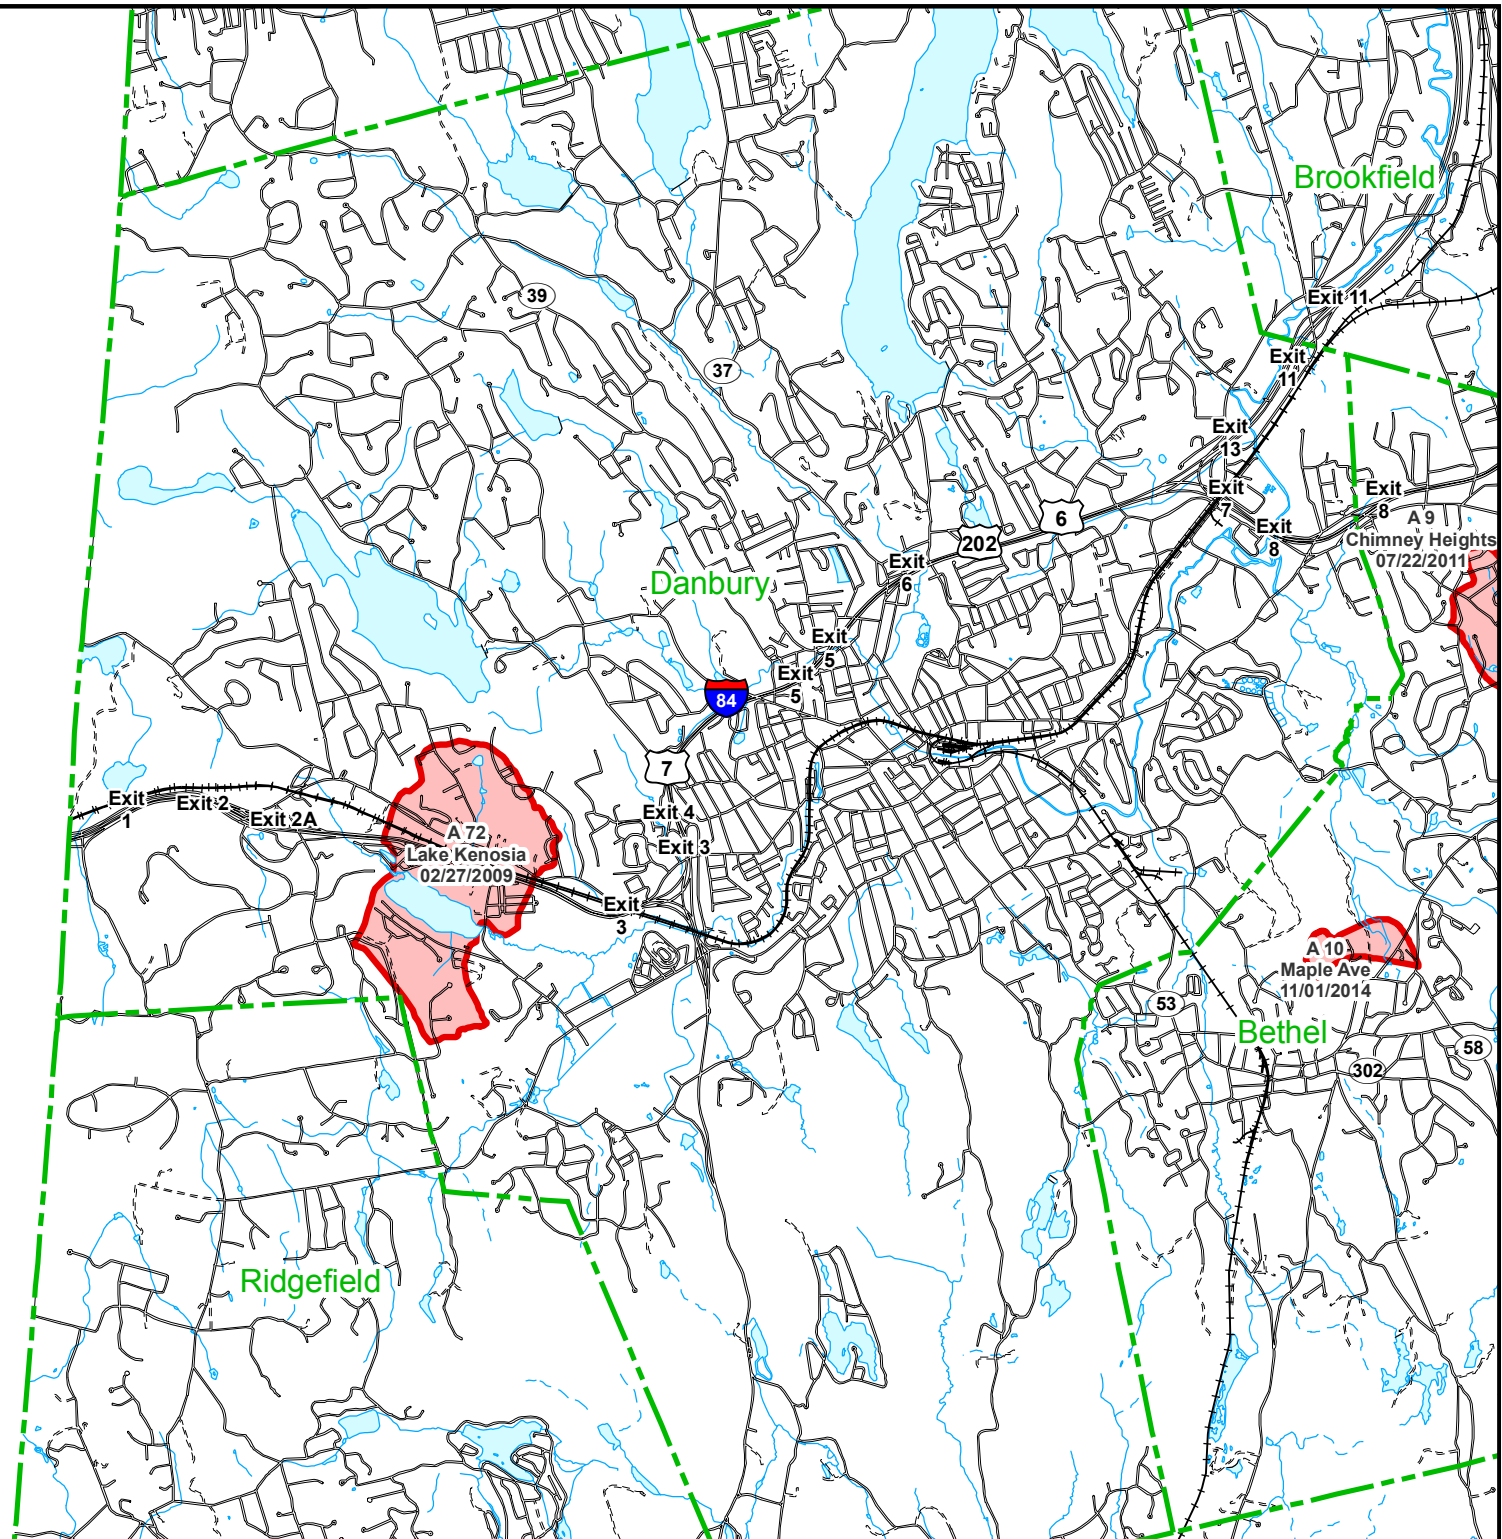 Brookfield
39
Exit 11
Exit
11
37
Exit
13
Exit
7
Exit
8
6
202
Exit
8
A 9
Chimney Heights
07/22/2011
Exit
6
Danbury
Exit
5
Exit
5
84
7
Exit
1
Exit 2
Exit 2A
Exit 4
Exit 3
A 72
Lake Kenosia
02/27/2009
Exit
3
A 10
Maple Ave
11/01/2014
53
Bethel
58
302
Ridgefield